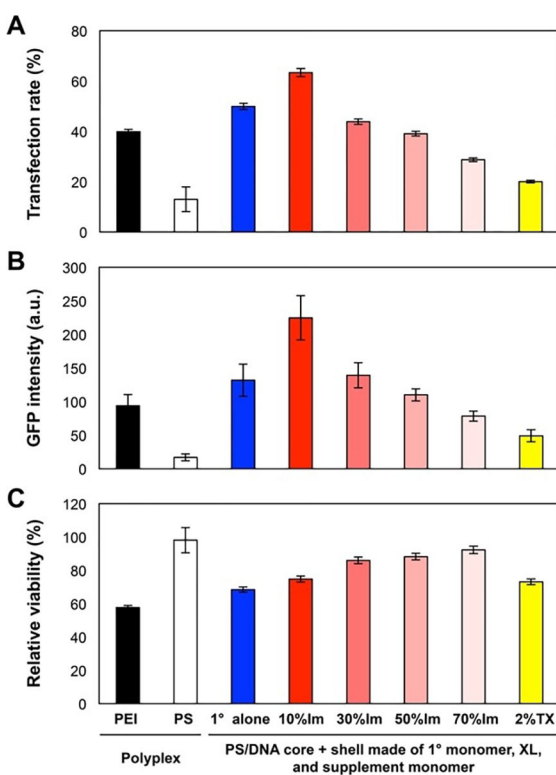 A
Transfection rate (%)
80
60
40
20
0
B
GFP intensity (a.u.)
300
250
200
150
100
50
0
C
Relative viability (%)
120
100
80
60
40
20
0
PEI PS 1° alone 10%Im 30%Im 50%Im 70%Im 2%TX
Polyplex
PS/DNA core + shell made of 1° monomer, XL,
and supplement monomer